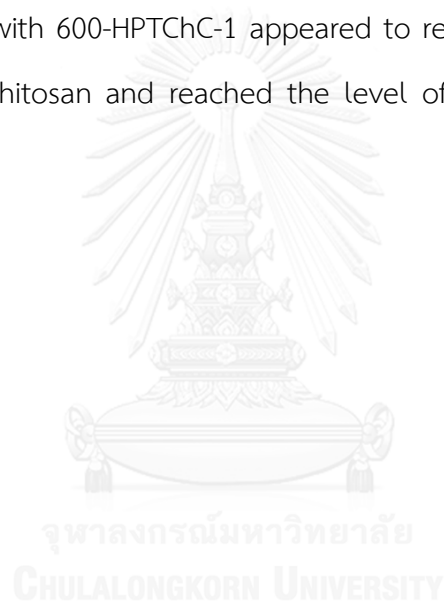 with 600-HPTChC-1 appeared to re
hitosan and reached the level of
จุฬาลงกรณ์มหาวิทยาลัย
CHULALONGKORN UNIVERSITY